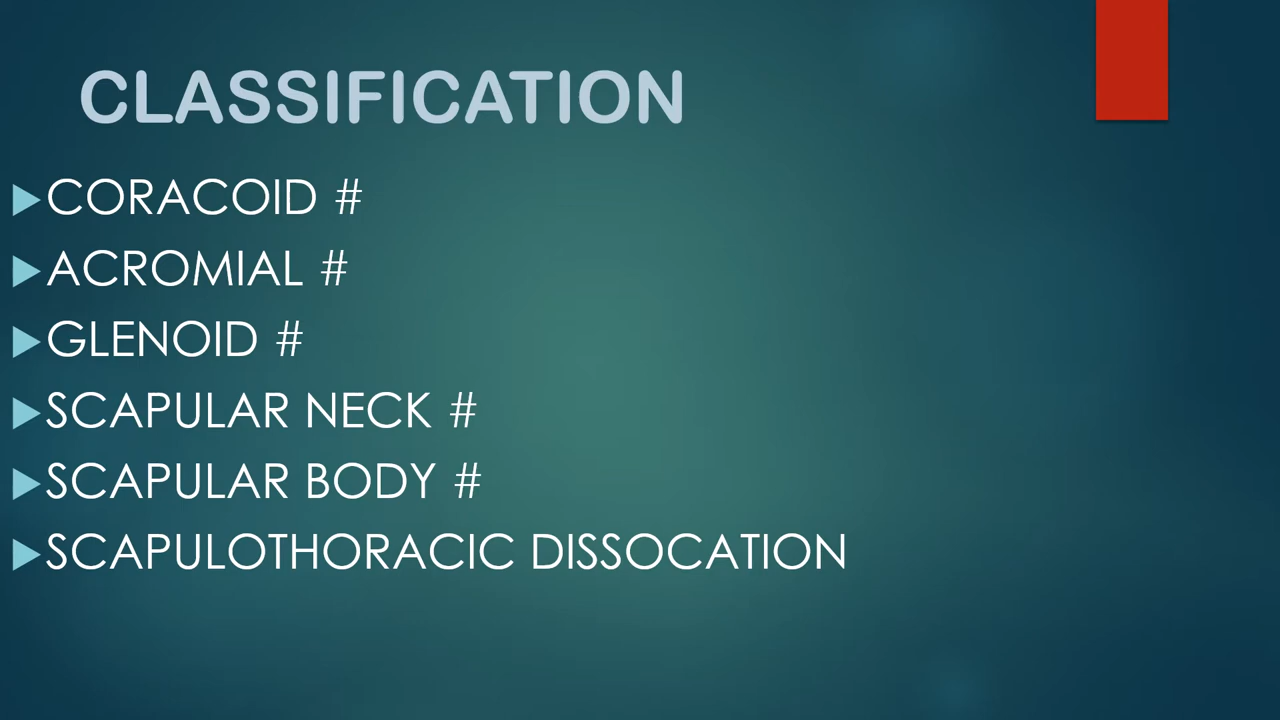 CLASSIFICATION
CORACOID #
ACROMIAL #
GLENOID #
SCAPULAR NECK #
SCAPULAR BODY #
SCAPULOTHORACIC DISSOCATION